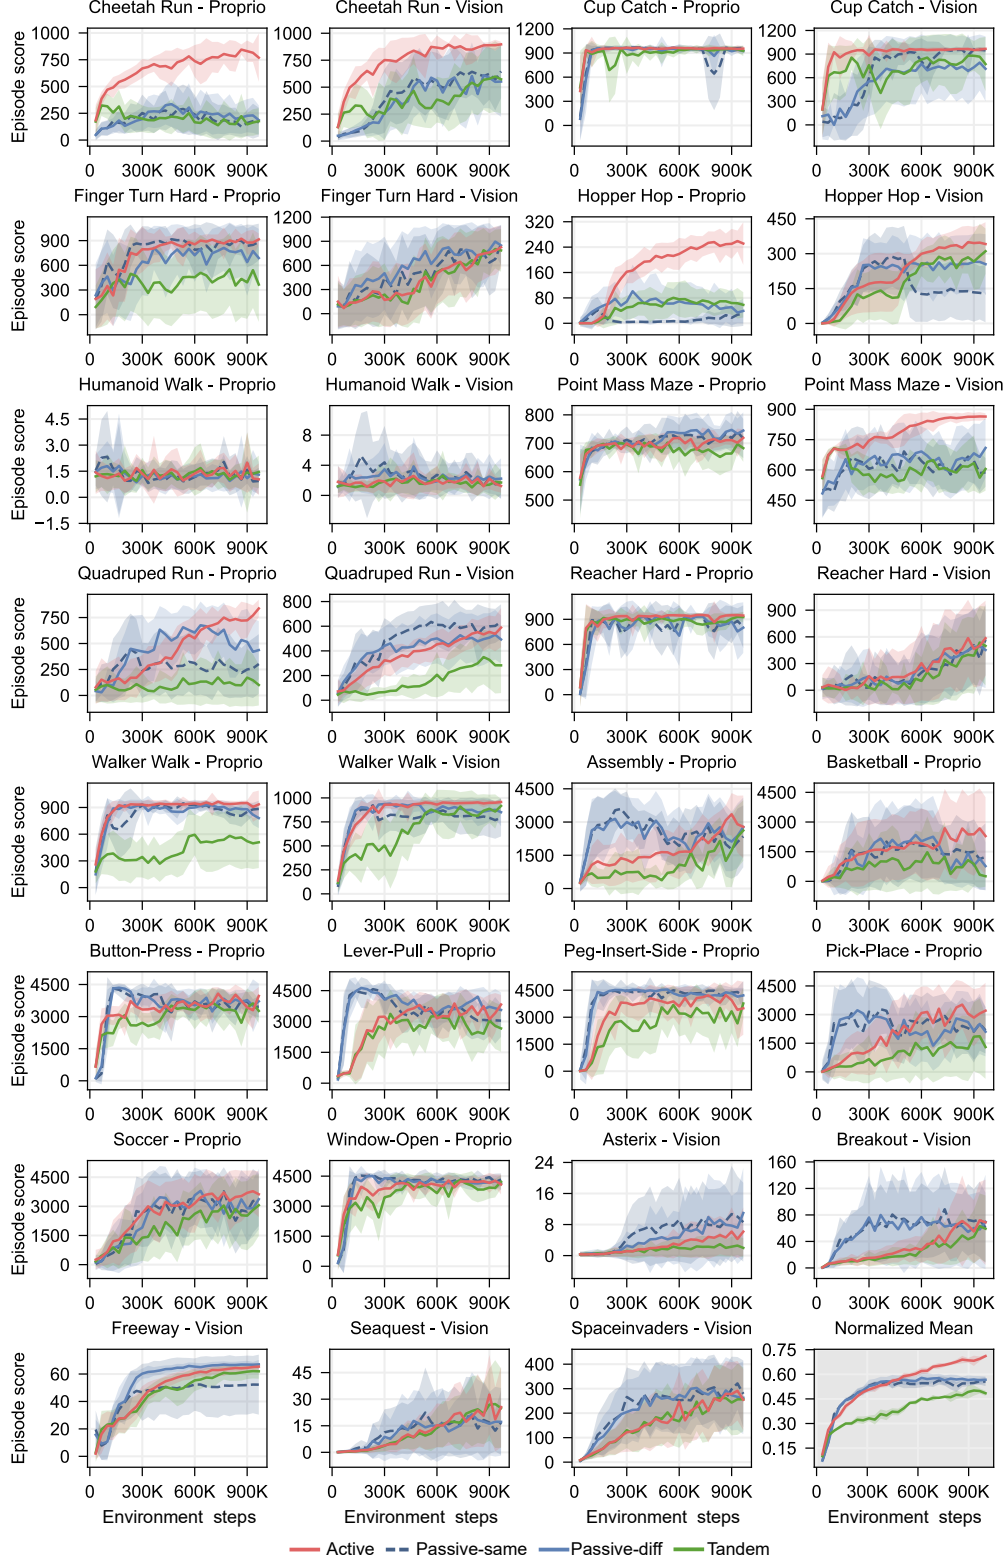 Cheetah Run - Proprio Cheetah Run - Vision Cup Catch - Proprio Cup Catch - Vision
Episode score
1000 750 500 250 0
1000 750 500 250 0
1200 900 600 300 0
1200 900 600 300 0
0 300K 600K 900K 0 300K 600K 900K 0 300K 600K 900K 0 300K 600K 900K
Finger Turn Hard - Proprio Finger Turn Hard - Vision Hopper Hop - Proprio Hopper Hop - Vision
Episode score
900 600 300 0
1200 900 600 300 0
320 240 160 80 0
450 300 150 0
0 300K 600K 900K 0 300K 600K 900K 0 300K 600K 900K 0 300K 600K 900K
Humanoid Walk - Proprio Humanoid Walk - Vision Point Mass Maze - Proprio Point Mass Maze - Vision
Episode score
4.5 3.0 1.5 0.0 −1.5
8 4 0
800 700 600 500
900 750 600 450
0 300K 600K 900K 0 300K 600K 900K 0 300K 600K 900K 0 300K 600K 900K
Quadruped Run - Proprio Quadruped Run - Vision Reacher Hard - Proprio Reacher Hard - Vision
Episode score
750 500 250 0
800 600 400 200 0
1200 900 600 300 0
900 600 300 0
0 300K 600K 900K 0 300K 600K 900K 0 300K 600K 900K 0 300K 600K 900K
Walker Walk - Proprio Walker Walk - Vision Assembly - Proprio Basketball - Proprio
Episode score
900 600 300 0
1000 750 500 250 0
4500 3000 1500 0
4500 3000 1500 0
0 300K 600K 900K 0 300K 600K 900K 0 300K 600K 900K 0 300K 600K 900K
Button-Press - Proprio Lever-Pull - Proprio Peg-Insert-Side - Proprio Pick-Place - Proprio
Episode score
4500 3000 1500 0
4500 3000 1500 0
4500 3000 1500 0
4500 3000 1500 0
0 300K 600K 900K 0 300K 600K 900K 0 300K 600K 900K 0 300K 600K 900K
Soccer - Proprio Window-Open - Proprio Asterix - Vision Breakout - Vision
Episode score
4500 3000 1500 0
4500 3000 1500 0
24 16 8 0
160 120 80 40 0
0 300K 600K 900K 0 300K 600K 900K 0 300K 600K 900K 0 300K 600K 900K
Freeway - Vision Seaquest - Vision Spaceinvaders - Vision Normalized Mean
Episode score
60 40 20 0
45 30 15 0
400 300 200 100 0
0.75 0.60 0.45 0.30 0.15
0 300K 600K 900K 0 300K 600K 900K 0 300K 600K 900K 0 300K 600K 900K
Environment steps Environment steps Environment steps Environment steps
Active Passive-same Passive-diff Tandem